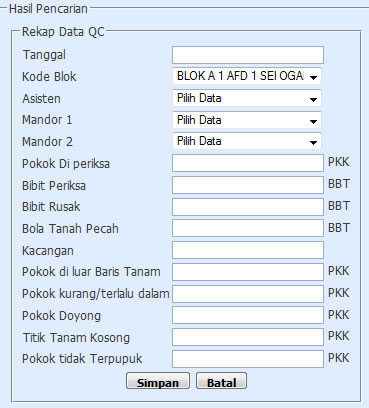 Hasil Pencarian
Rekap Data QC
Tanggal
Kode Blok BLOK A 1 AFD 1 SEI OGA
Asisten Pilih Data
Mandor 1 Pilih Data
Mandor 2 Pilih Data
Pokok Di periksa PKK
Bibit Periksa BBT
Bibit Rusak BBT
Bola Tanah Pecah BBT
Kacangan
Pokok di luar Baris Tanam PKK
Pokok kurang/terlalu dalam PKK
Pokok Doyong PKK
Titik Tanam Kosong PKK
Pokok tidak Terpupuk PKK
Simpan Batal